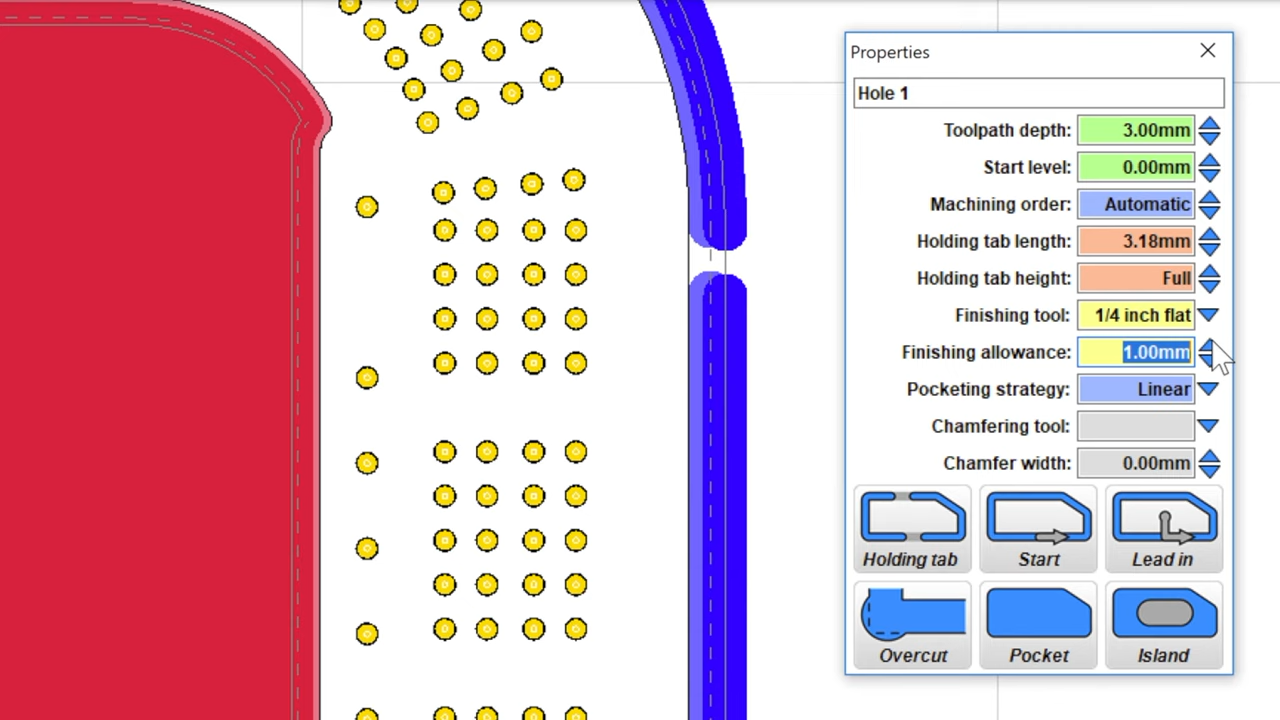 Properties
Hole 1
Toolpath depth: 3.00mm
Start level: 0.00mm
Machining order: Automatic
Holding tab length: 3.18mm
Holding tab height: Full
Finishing tool: 1/4 inch flat
Finishing allowance: 1.00mm
Pocketing strategy: Linear
Chamfering tool:
Chamfer width: 0.00mm
Holding tab Start Lead in
Overcut Pocket Island